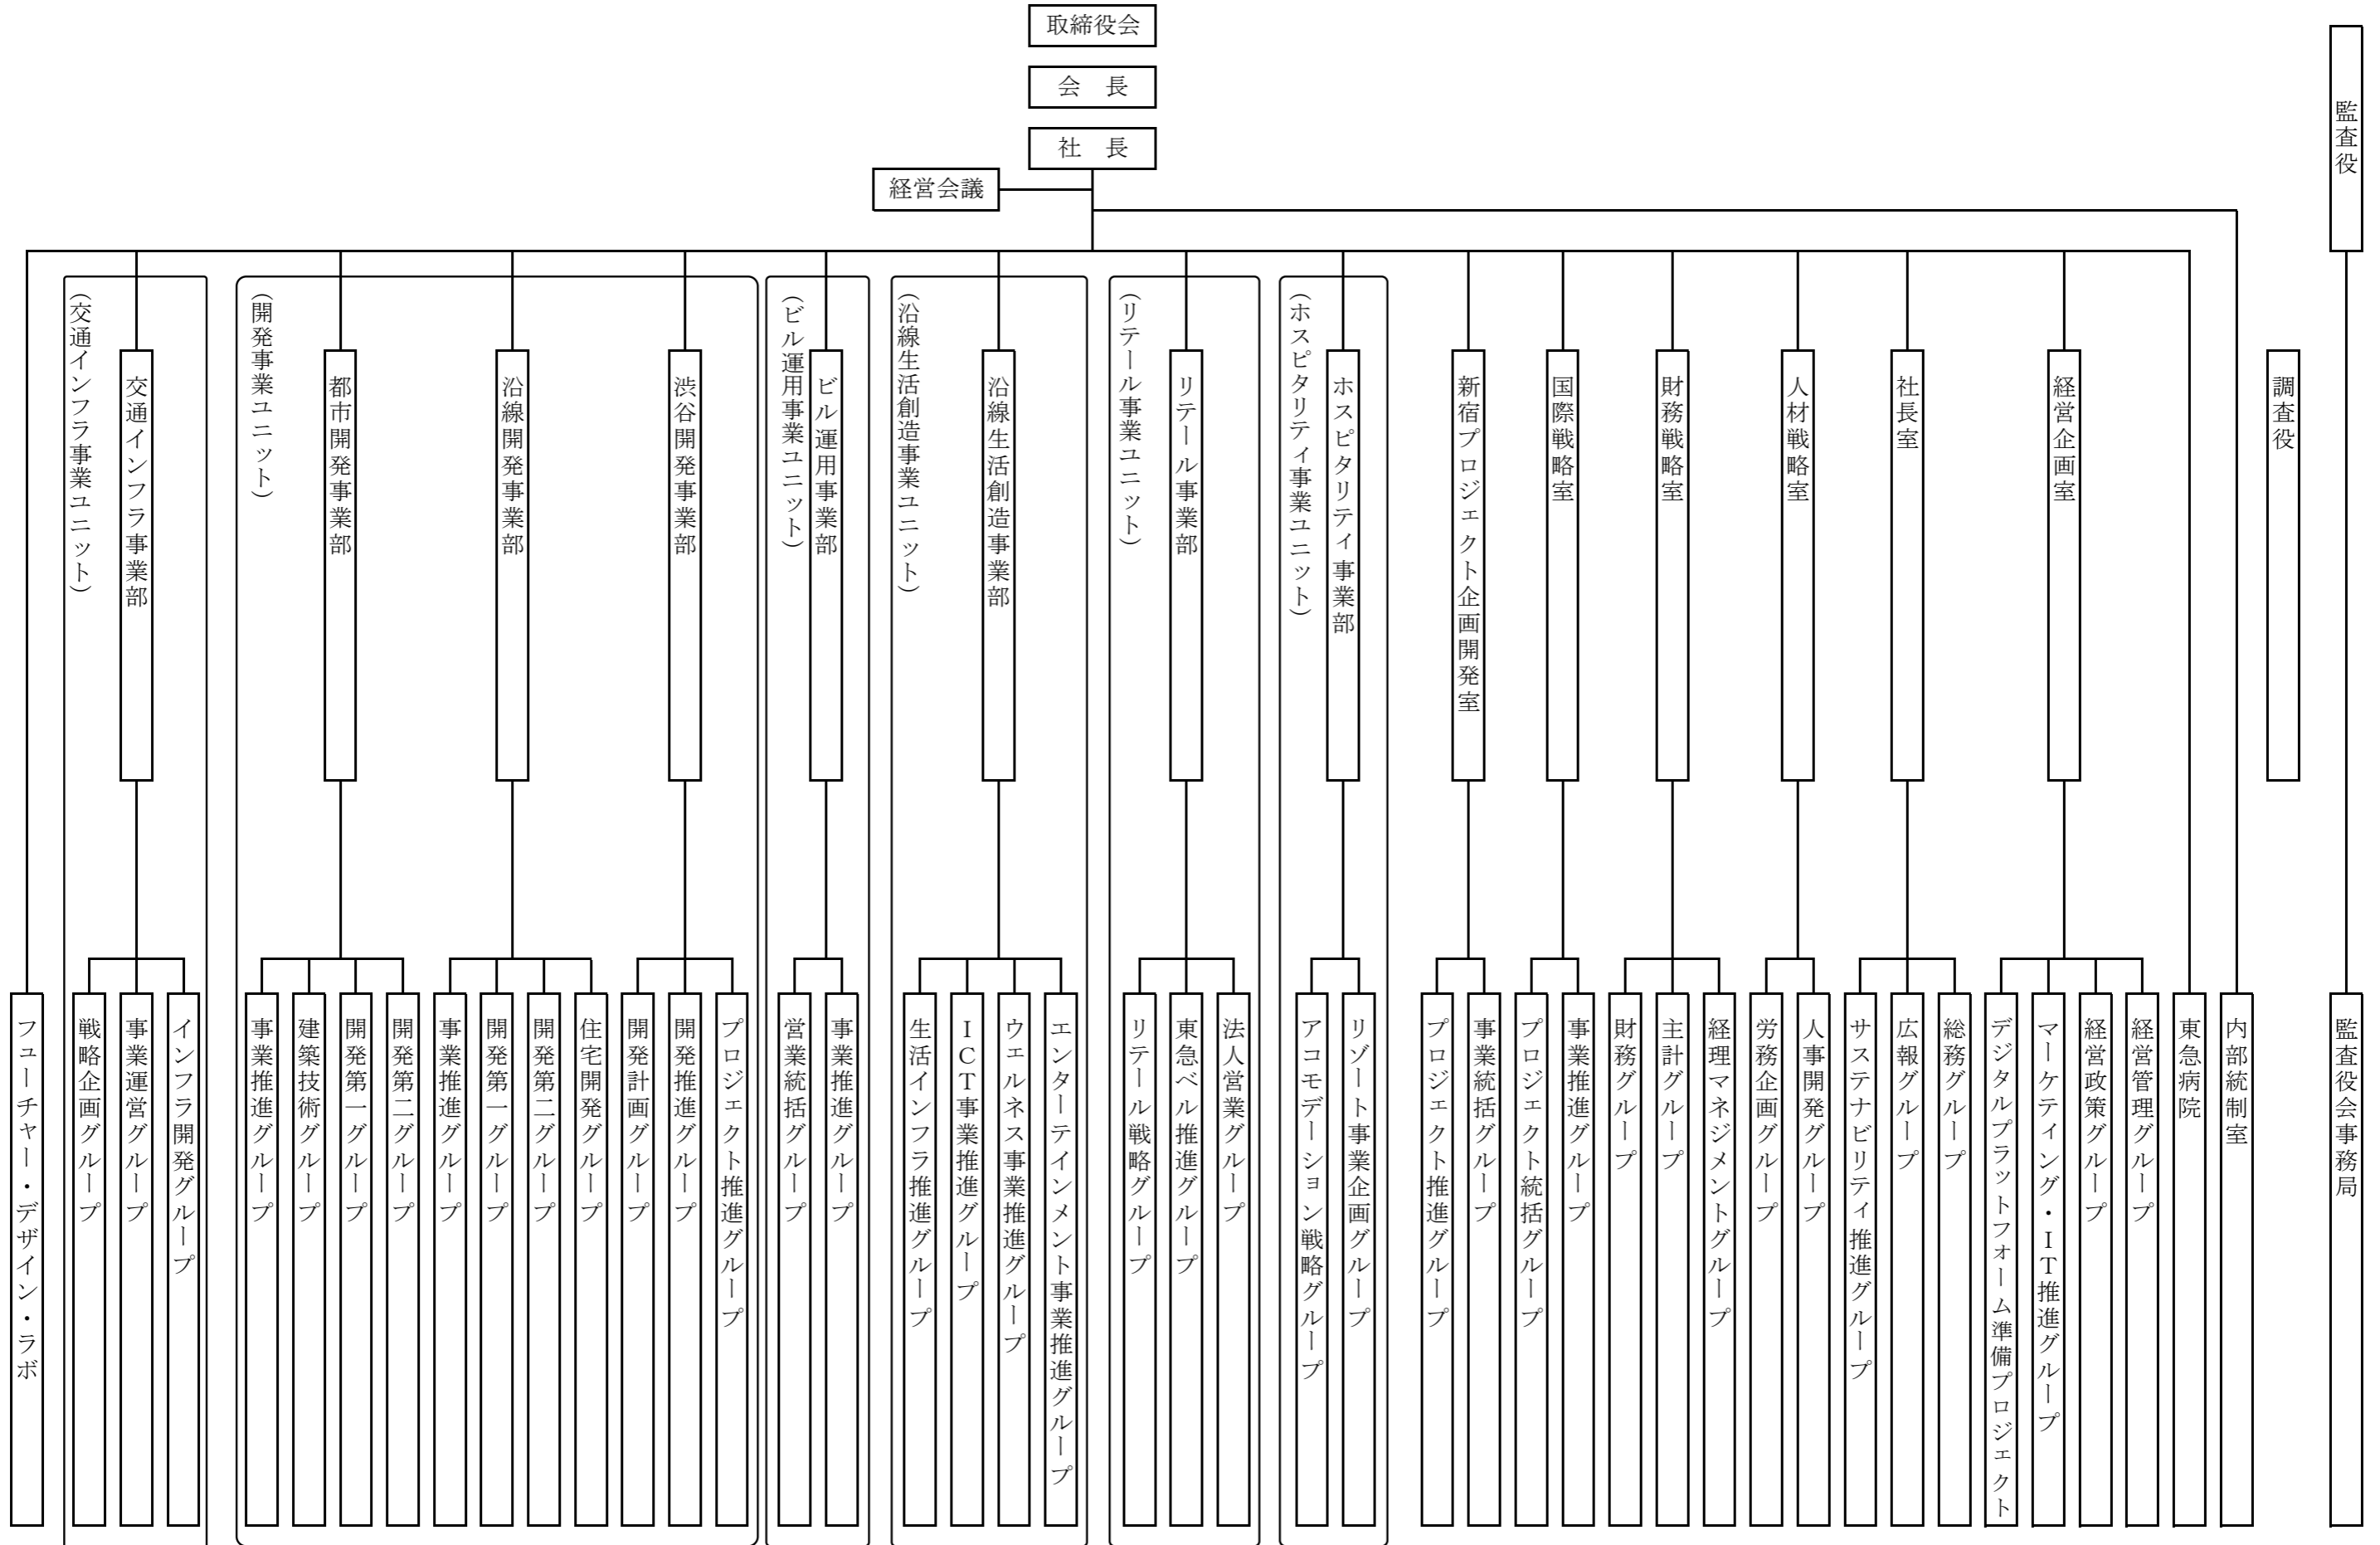 取締役会
会　長
社　長
経営会議
監査役
調査役
経営企画室
社長室
人材戦略室
財務戦略室
国際戦略室
新宿プロジェクト企画開発室
ホスピタリティ事業部
(ホスピタリティ事業ユニット)
リテール事業部
(リテール事業ユニット)
沿線生活創造事業部
(沿線生活創造事業ユニット)
ビル運用事業部
(ビル運用事業ユニット)
渋谷開発事業部
沿線開発事業部
都市開発事業部
(開発事業ユニット)
交通インフラ事業部
(交通インフラ事業ユニット)
監査役会事務局
内部統制室
東急病院
経営管理グループ
経営政策グループ
マーケティング・IT推進グループ
デジタルプラットフォーム準備プロジェクト
総務グループ
広報グループ
サステナビリティ推進グループ
人事開発グループ
労務企画グループ
経理マネジメントグループ
主計グループ
財務グループ
事業推進グループ
プロジェクト統括グループ
事業統括グループ
プロジェクト推進グループ
リゾート事業企画グループ
アコモデーション戦略グループ
法人営業グループ
東急ベル推進グループ
リテール戦略グループ
エンターテインメント事業推進グループ
ウェルネス事業推進グループ
ICT事業推進グループ
生活インフラ推進グループ
事業推進グループ
営業統括グループ
プロジェクト推進グループ
開発推進グループ
開発計画グループ
住宅開発グループ
開発第二グループ
開発第一グループ
事業推進グループ
開発第二グループ
開発第一グループ
建築技術グループ
事業推進グループ
インフラ開発グループ
事業運営グループ
戦略企画グループ
フューチャー・デザイン・ラボ